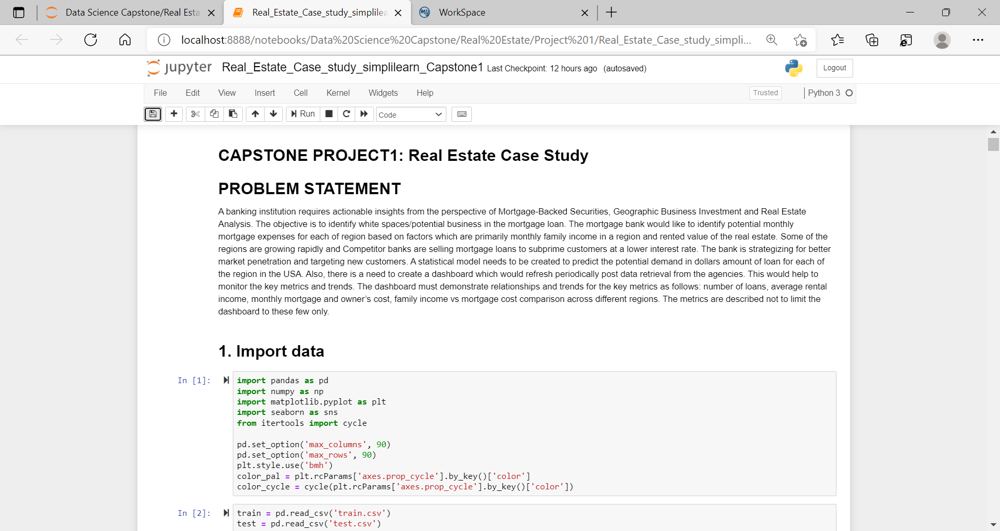 Data Science Capstone/Real Esta
Real_Estate_Case_study_simplilea
WorkSpace
localhost:8888/notebooks/Data%20Science%20Capstone/Real%20Estate/Project%201/Real_Estate_Case_study_simpli...
jupyter Real_Estate_Case_study_simplilearn_Capstone1 Last Checkpoint: 12 hours ago (autosaved)
Logout
File Edit View Insert Cell Kernel Widgets Help
Trusted
Python 3
Run
Code
CAPSTONE PROJECT1: Real Estate Case Study
PROBLEM STATEMENT
A banking institution requires actionable insights from the perspective of Mortgage-Backed Securities, Geographic Business Investment and Real Estate
Analysis. The objective is to identify white spaces/potential business in the mortgage loan. The mortgage bank would like to identify potential monthly
mortgage expenses for each of region based on factors which are primarily monthly family income in a region and rented value of the real estate. Some of the
regions are growing rapidly and Competitor banks are selling mortgage loans to subprime customers at a lower interest rate. The bank is strategizing for better
market penetration and targeting new customers. A statistical model needs to be created to predict the potential demand in dollars amount of loan for each of
the region in the USA. Also, there is a need to create a dashboard which would refresh periodically post data retrieval from the agencies. This would help to
monitor the key metrics and trends. The dashboard must demonstrate relationships and trends for the key metrics as follows: number of loans, average rental
income, monthly mortgage and owner’s cost, family income vs mortgage cost comparison across different regions. The metrics are described not to limit the
dashboard to these few only.
1. Import data
In [1]:
import pandas as pd
import numpy as np
import matplotlib.pyplot as plt
import seaborn as sns
from itertools import cycle
pd.set_option('max_columns', 90)
pd.set_option('max_rows', 90)
plt.style.use('bmh')
color_pal = plt.rcParams['axes.prop_cycle'].by_key()['color']
color_cycle = cycle(plt.rcParams['axes.prop_cycle'].by_key()['color'])
In [2]:
train = pd.read_csv('train.csv')
test = pd.read_csv('test.csv')